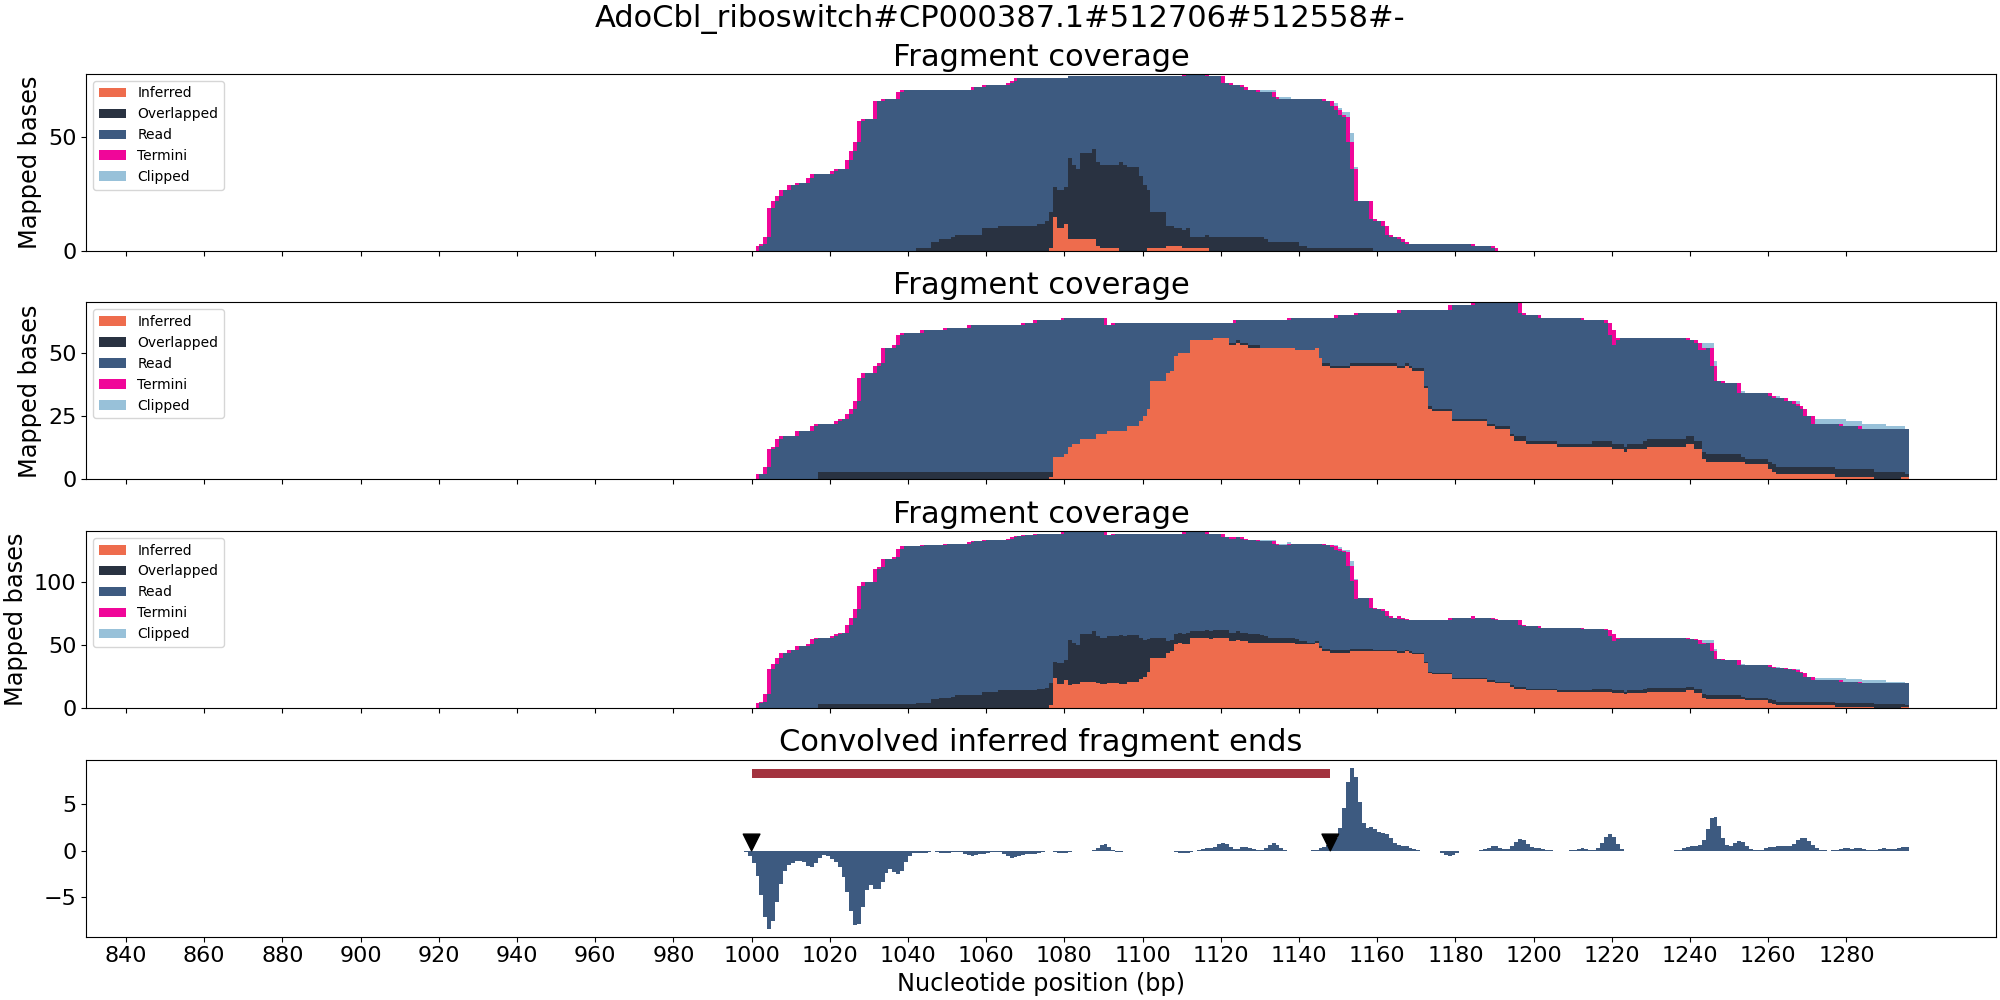 AdoCbl_riboswitch#CP000387.1#512706#512558#-
Fragment coverage
Mapped bases
50
0
Inferred
Overlapped
Read
Termini
Clipped
Fragment coverage
Mapped bases
50
25
0
Inferred
Overlapped
Read
Termini
Clipped
Fragment coverage
Mapped bases
100
50
0
Inferred
Overlapped
Read
Termini
Clipped
Convolved inferred fragment ends
5
0
−5
840 860 880 900 920 940 960 980 1000 1020 1040 1060 1080 1100 1120 1140 1160 1180 1200 1220 1240 1260 1280
Nucleotide position (bp)